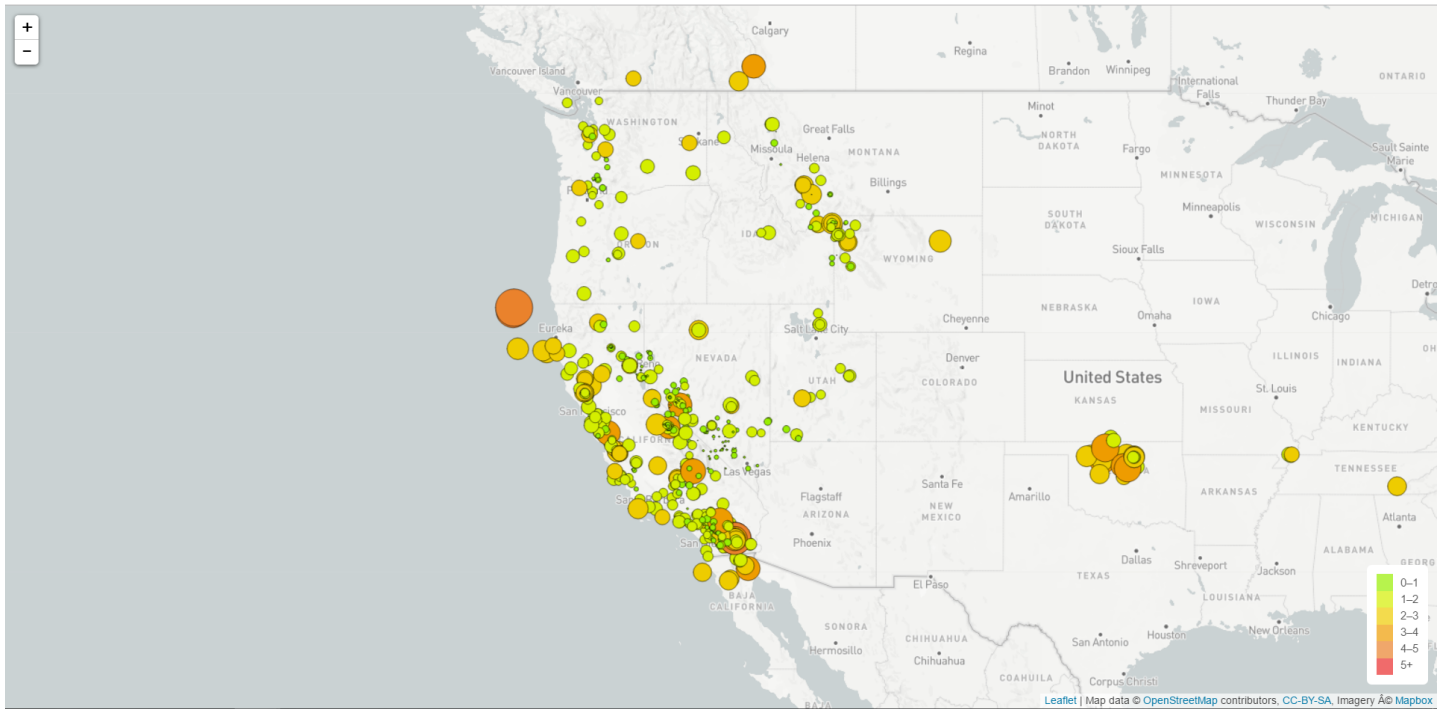 +
−
Calgary
Regina
Vancouver Island
Vancouver
Brandon
Winnipeg
International
Falls
ONTARIO
Thunder Bay
Minot
WASHINGTON
Great Falls
NORTH
DAKOTA
Missoula
Helena
MONTANA
Fargo
Sault Sainte
Marie
MINNESOTA
Billings
Minneapolis
SOUTH
DAKOTA
WISCONSIN
MICHIGAN
WYOMING
Sioux Falls
NEBRASKA
IOWA
Omaha
Chicago
Eureka
Cheyenne
NEVADA
Denver
COLORADO
ILLINOIS
INDIANA
UTAH
United States
KANSAS
St. Louis
MISSOURI
KENTUCKY
Las Vegas
TENNESSEE
Flagstaff
ARIZONA
Santa Fe
NEW
MEXICO
Amarillo
ARKANSAS
Atlanta
Phoenix
ALABAMA
Dallas
Shreveport
Jackson
TEXAS
El Paso
BAJA
CALIFORNIA
LOUISIANA
SONORA
Hermosillo
CHIHUAHUA
Chihuahua
San Antonio
Houston
New Orleans
COAHUILA
Corpus Christi
0–1
1–2
2–3
3–4
4–5
5+
Leaflet | Map data © OpenStreetMap contributors, CC-BY-SA, Imagery Â© Mapbox